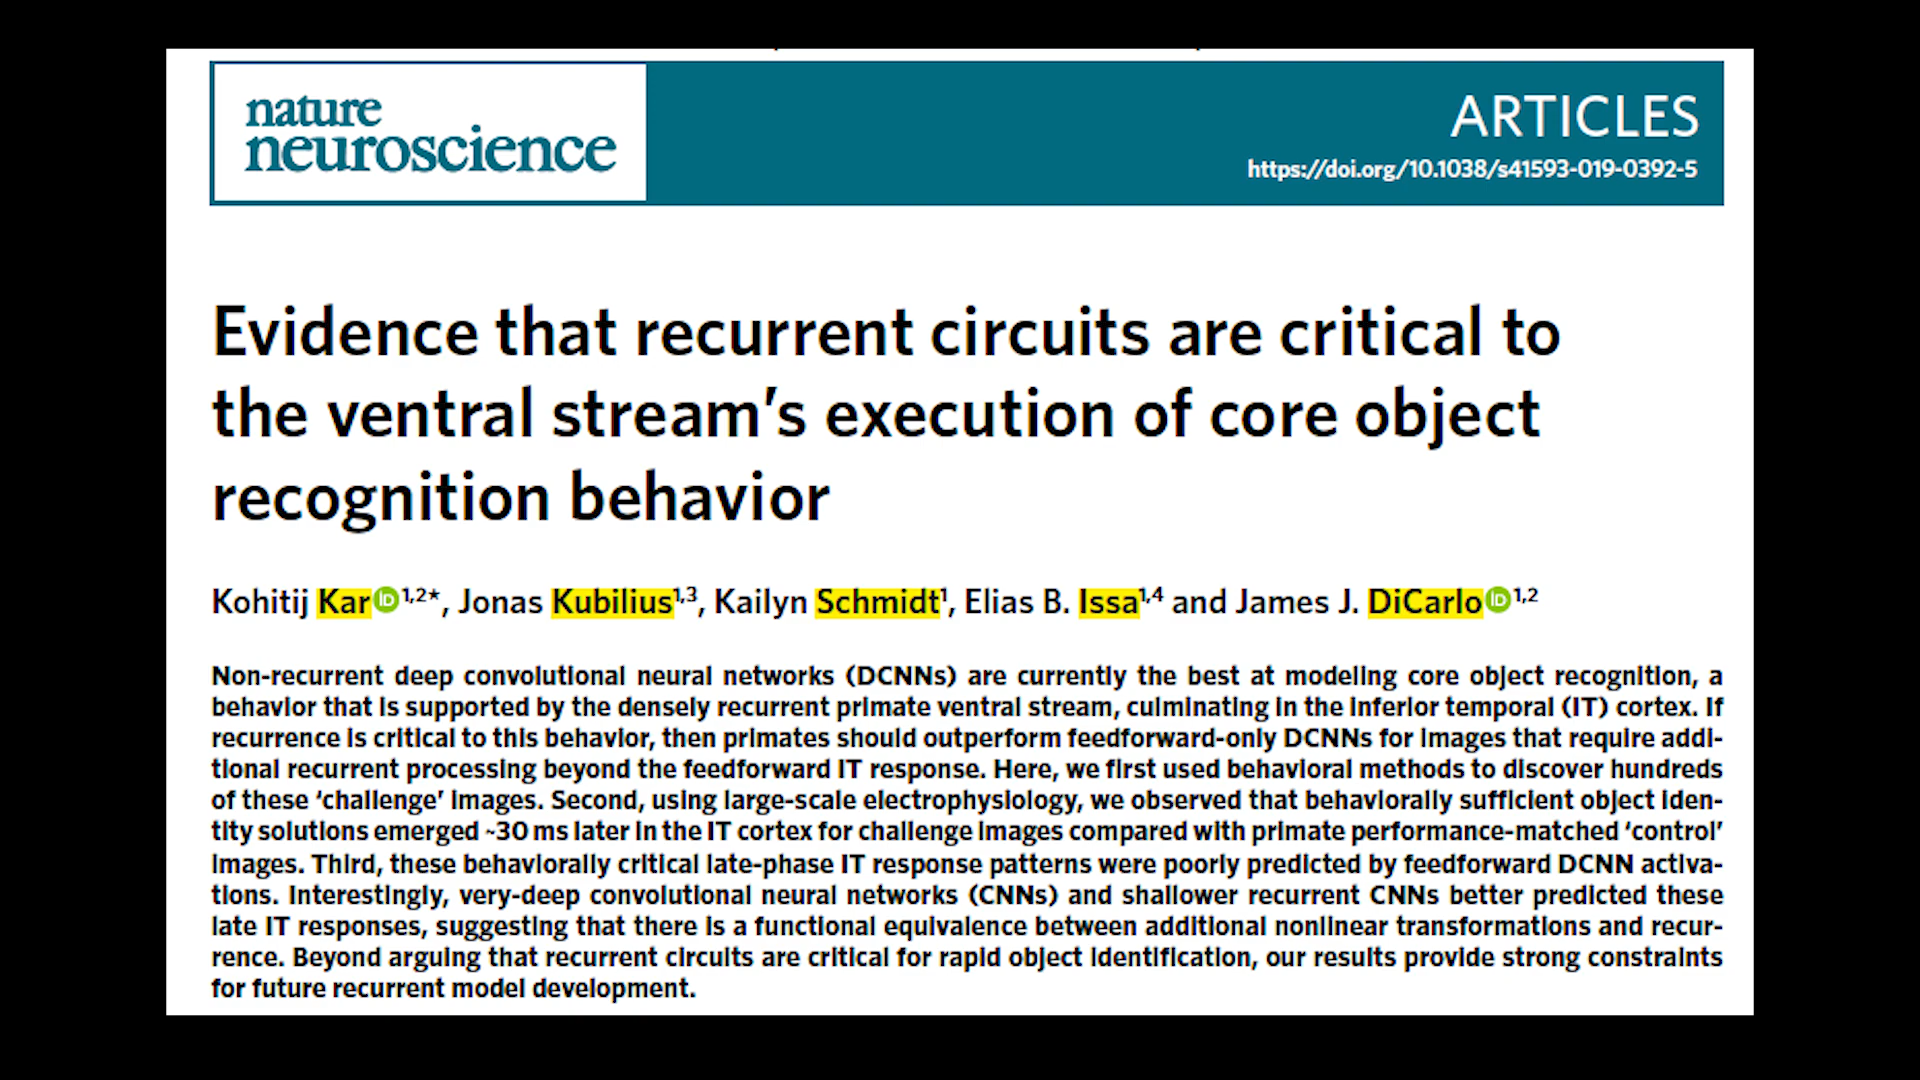 nature
neuroscience
ARTICLES
https://doi.org/10.1038/s41593-019-0392-5
Evidence that recurrent circuits are critical to
the ventral stream’s execution of core object
recognition behavior
Kohitij Kar iD 1,2*, Jonas Kubilius1,3, Kailyn Schmidt1, Elias B. Issa1,4 and James J. DiCarlo iD 1,2
Non-recurrent deep convolutional neural networks (DCNNs) are currently the best at modeling core object recognition, a
behavior that is supported by the densely recurrent primate ventral stream, culminating in the inferior temporal (IT) cortex. If
recurrence is critical to this behavior, then primates should outperform feedforward-only DCNNs for images that require addi-
tional recurrent processing beyond the feedforward IT response. Here, we first used behavioral methods to discover hundreds
of these ‘challenge’ images. Second, using large-scale electrophysiology, we observed that behaviorally sufficient object iden-
tity solutions emerged ~30 ms later in the IT cortex for challenge images compared with primate performance-matched ‘control’
images. Third, these behaviorally critical late-phase IT response patterns were poorly predicted by feedforward DCNN activa-
tions. Interestingly, very-deep convolutional neural networks (CNNs) and shallower recurrent CNNs better predicted these
late IT responses, suggesting that there is a functional equivalence between additional nonlinear transformations and recur-
rence. Beyond arguing that recurrent circuits are critical for rapid object identification, our results provide strong constraints
for future recurrent model development.